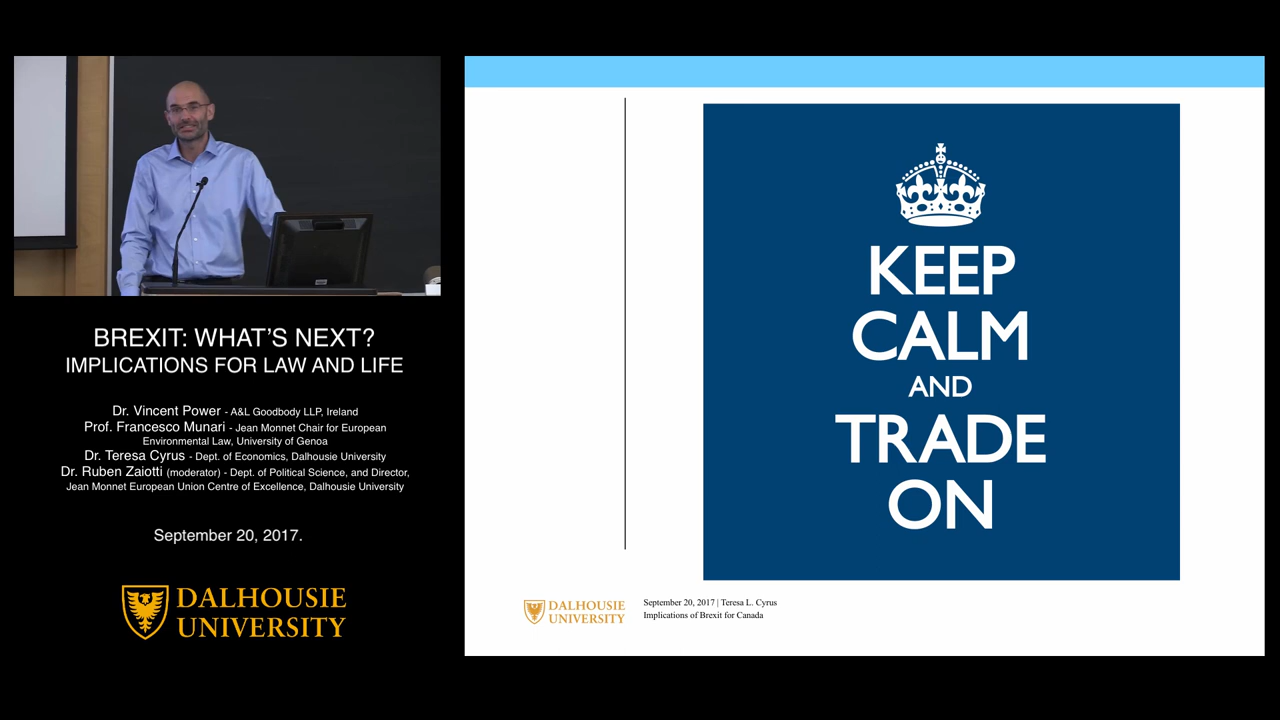 BREXIT: WHAT'S NEXT?
IMPLICATIONS FOR LAW AND LIFE
Dr. Vincent Power - A&L Goodbody LLP, Ireland
Prof. Francesco Munari - Jean Monnet Chair for European
Environmental Law, University of Genoa
Dr. Teresa Cyrus - Dept. of Economics, Dalhousie University
Dr. Ruben Zaiotti (moderator) - Dept. of Political Science, and Director,
Jean Monnet European Union Centre of Excellence, Dalhousie University
September 20, 2017.
DALHOUSIE
UNIVERSITY
KEEP
CALM
AND
TRADE
ON
DALHOUSIE
UNIVERSITY
September 20, 2017 | Teresa L. Cyrus
Implications of Brexit for Canada